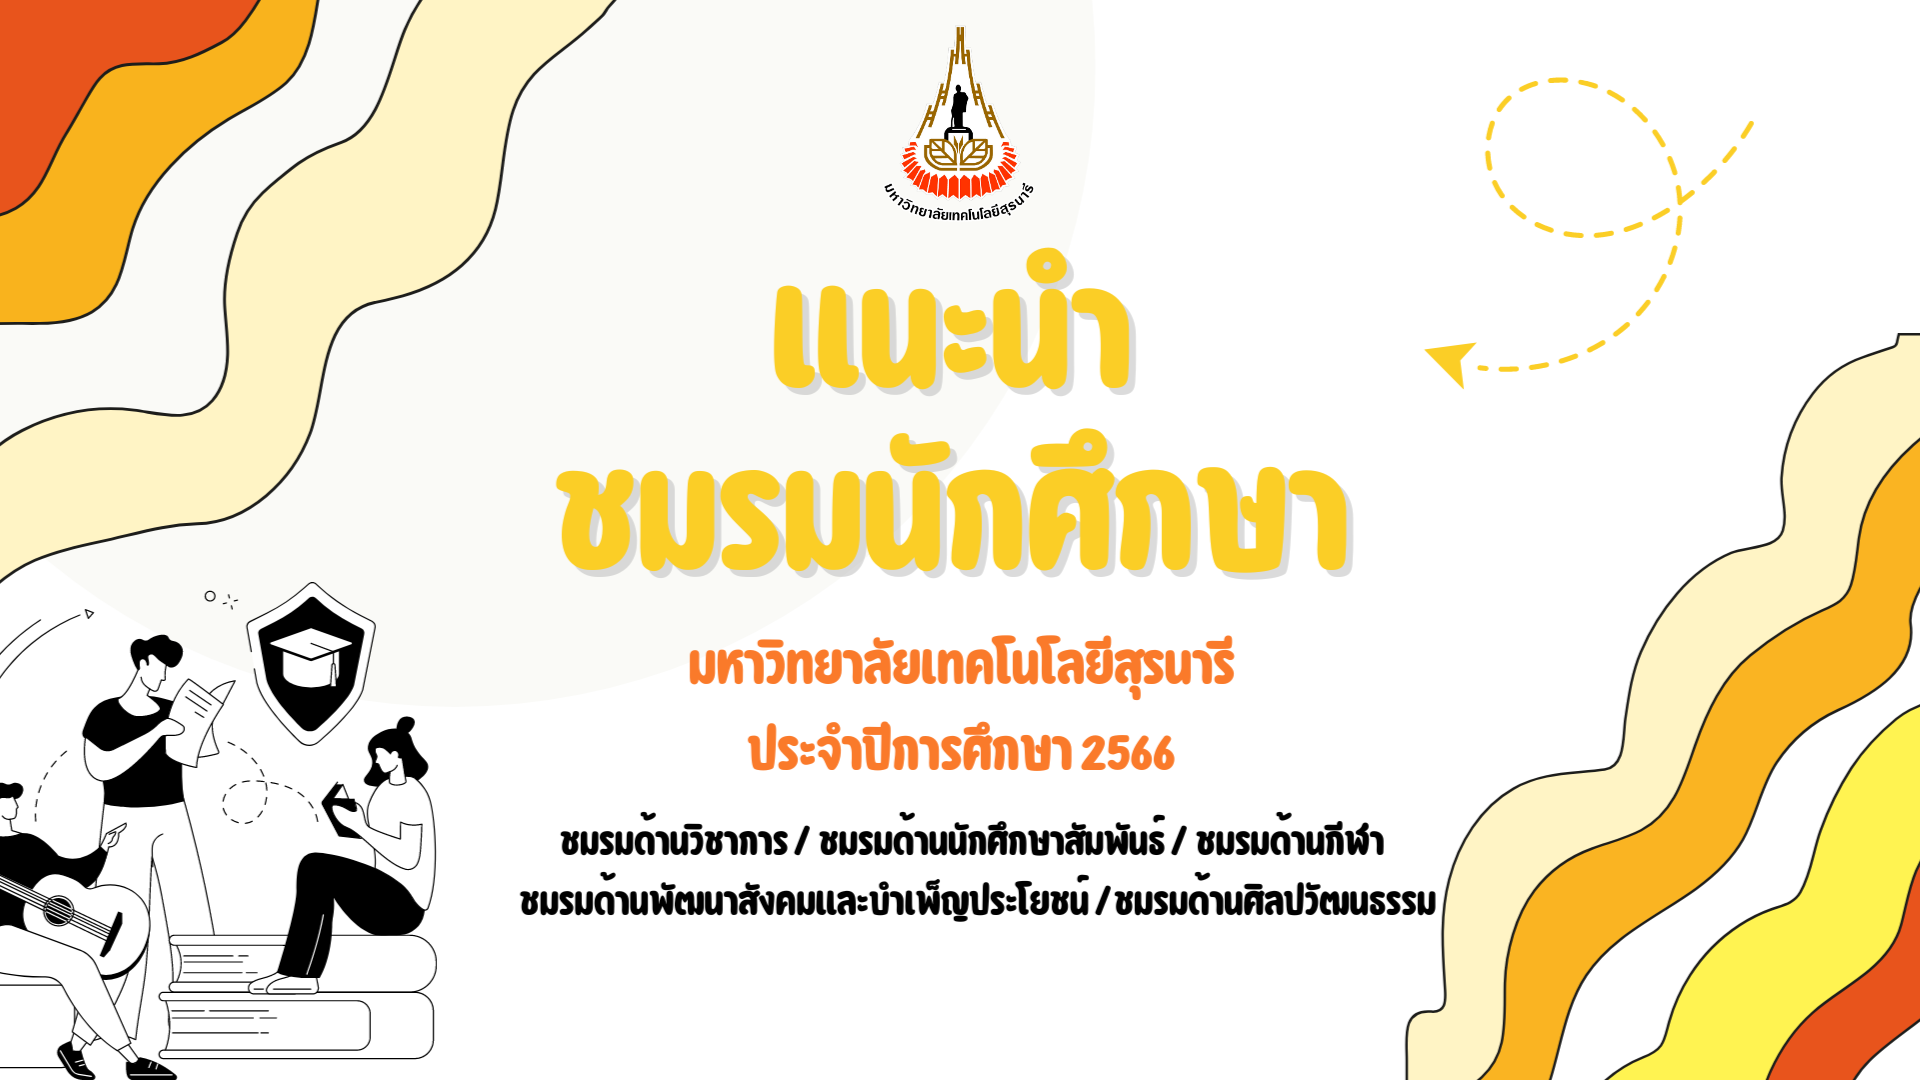 มหาวิทยาลัยเทคโนโลยีสุรนารี
แนะนำ
ชมรมนักศึกษา
มหาวิทยาลัยเทคโนโลยีสุรนารี
ประจำปีการศึกษา 2566
ชมรมด้านวิชาการ / ชมรมด้านนักศึกษาสัมพันธ์ / ชมรมด้านกีฬา
ชมรมด้านพัฒนาสังคมและบำเพ็ญประโยชน์ / ชมรมด้านศิลปวัฒนธรรม